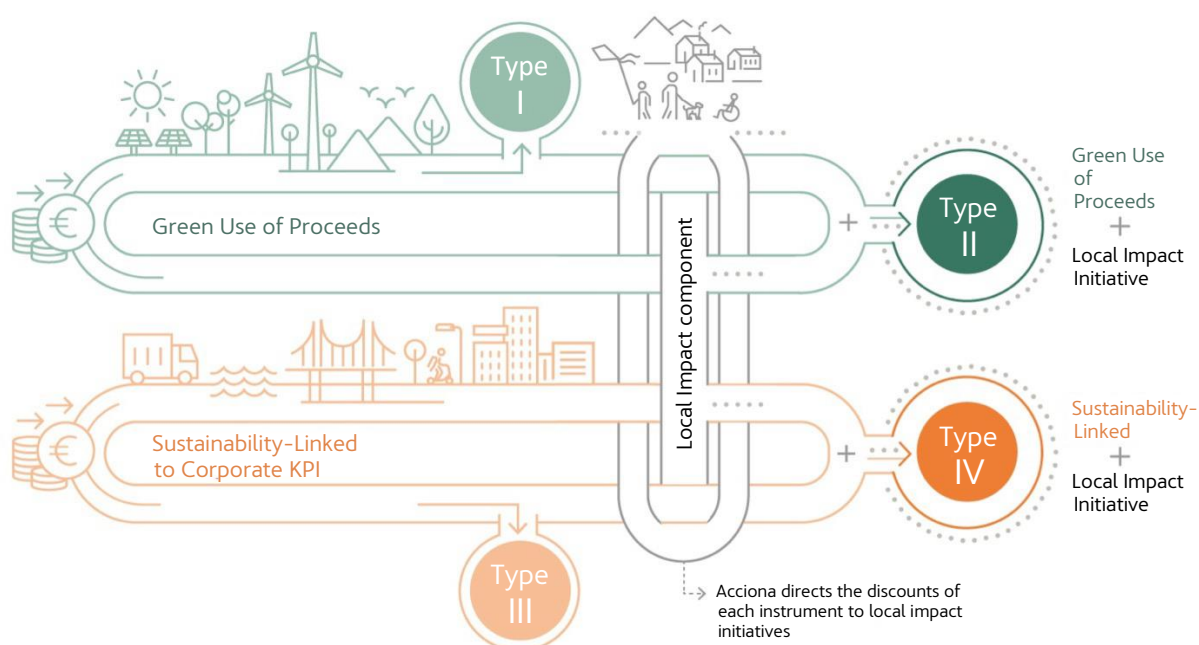 Type
I
Green Use of Proceeds
Local Impact component
+
Type
II
Green Use
of
Proceeds
+
Local Impact
Initiative
€
Sustainability-Linked
to Corporate KPI
€
+
Type
IV
Sustainability-
Linked
+
Local Impact
Initiative
Type
III
Acciona directs the discounts of
each instrument to local impact
initiatives